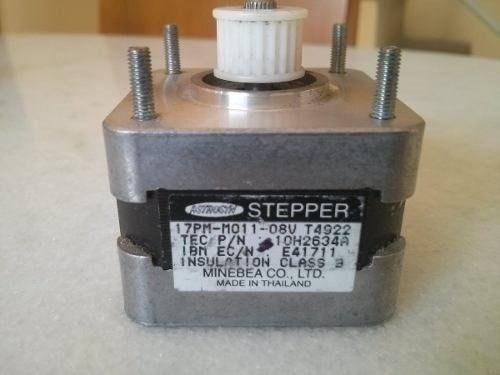 ASTROSYN STEPPER
17PM-M011-08V T4922
TEC P/N : 10H2634A
IBM EC/N E41711
INSULATION CLASS B
MINEBEA CO., LTD.
MADE IN THAILAND